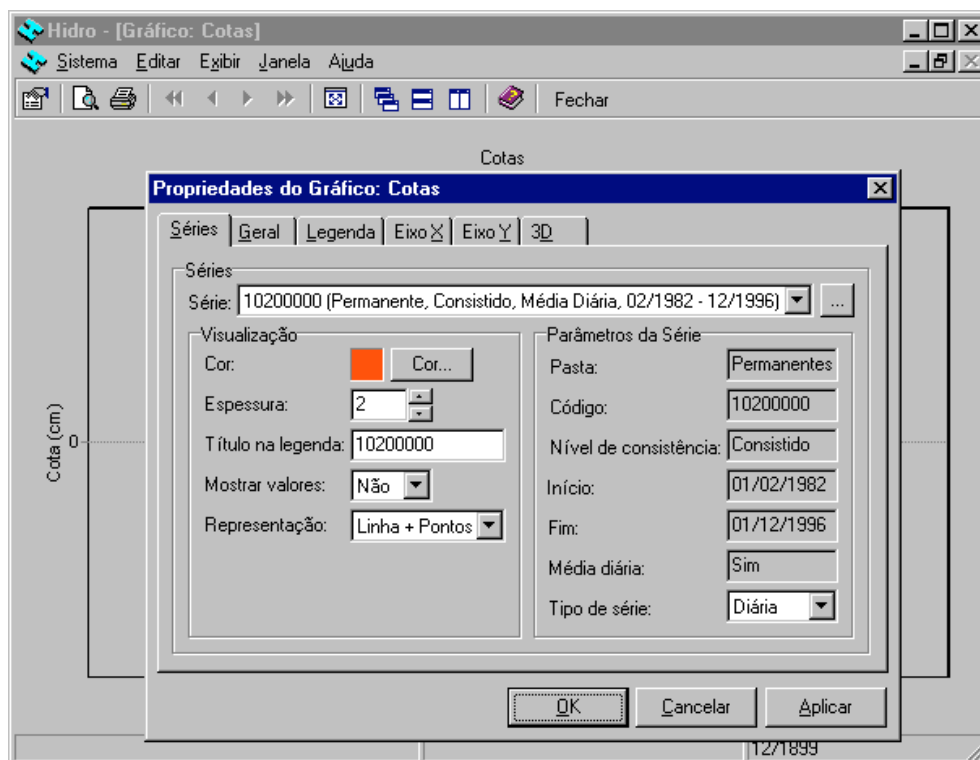 Hidro - [Gráfico: Cotas]
Sistema Editar Exibir Janela Ajuda
Fechar
Cotas
Propriedades do Gráfico: Cotas
Séries Geral Legenda Eixo X Eixo Y 3D
Séries
Série: 10200000 (Permanente, Consistido, Média Diária, 02/1982 - 12/1996) ...
Visualização
Cor: Cor...
Espessura: 2
Título na legenda: 10200000
Mostrar valores: Não
Representação: Linha + Pontos
Parâmetros da Série
Pasta: Permanentes
Código: 10200000
Nível de consistência: Consistido
Início: 01/02/1982
Fim: 01/12/1996
Média diária: Sim
Tipo de série: Diária
Cota (cm)
0
OK Cancelar Aplicar
12/1899